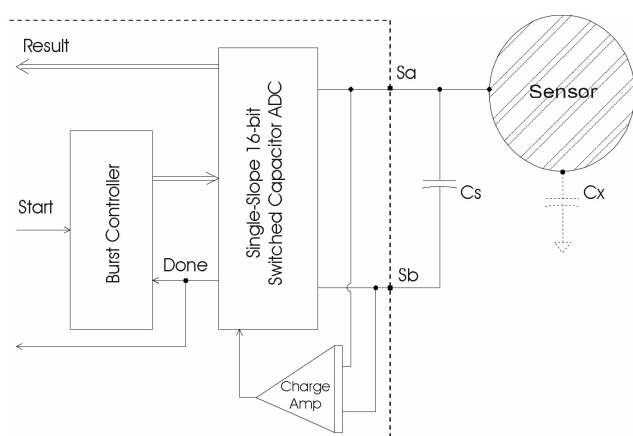 Result
Sa
Sensor
Single-Slope 16-bit
Switched Capacitor ADC
Burst Controller
Start
Cs
Cx
Done
Sb
Charge
Amp